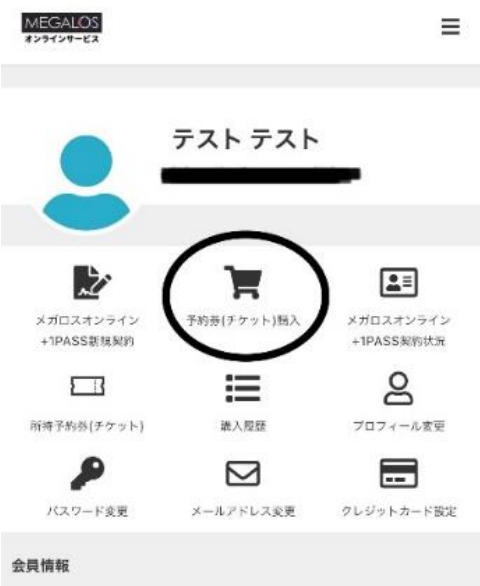 MEGALOS
オンラインサービス
テスト テスト
メガロスオンライン
+1PASS新規契約
予約券(チケット)購入
メガロスオンライン
+1PASS契約状況
所持予約券(チケット)
購入履歴
プロフィール変更
パスワード変更
メールアドレス変更
クレジットカード設定
会員情報